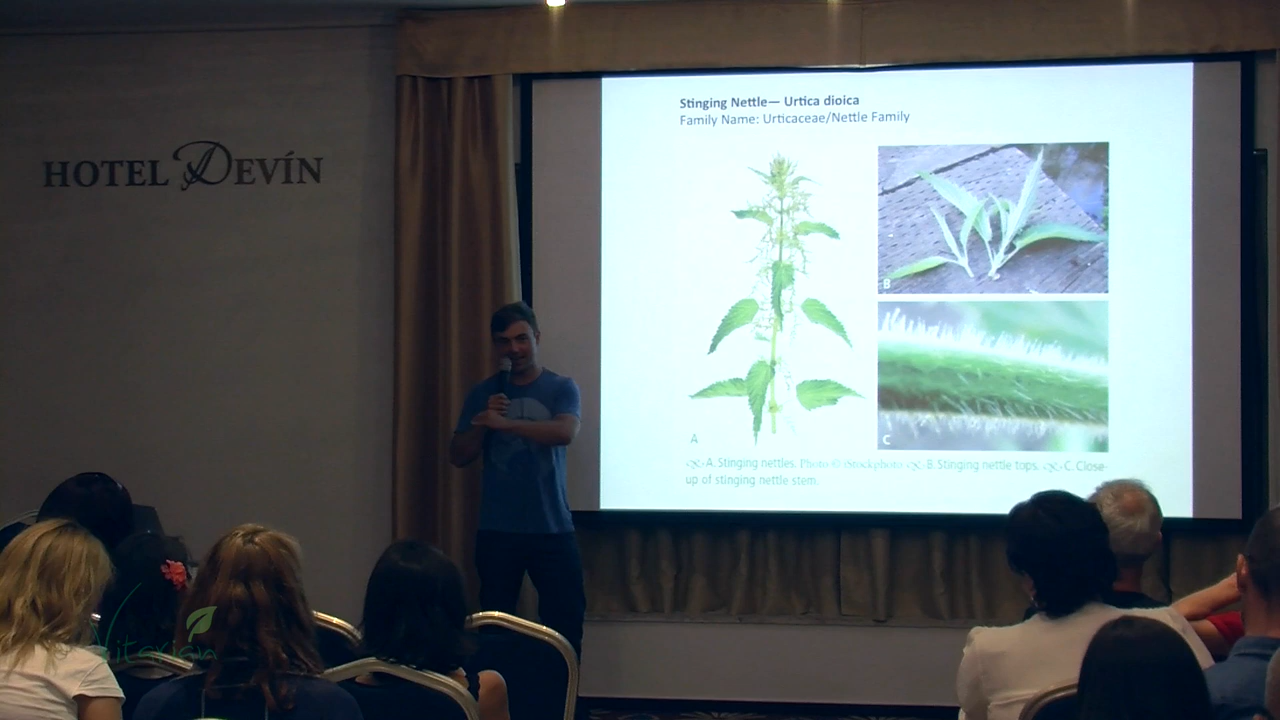 HOTEL DEVÍN
Stinging Nettle— Urtica dioica
Family Name: Urticaceae/Nettle Family
B
A
C
A. Stinging nettles. Photo © iStockphoto B. Stinging nettle tops. C. Close-
up of stinging nettle stem.
Vitarian